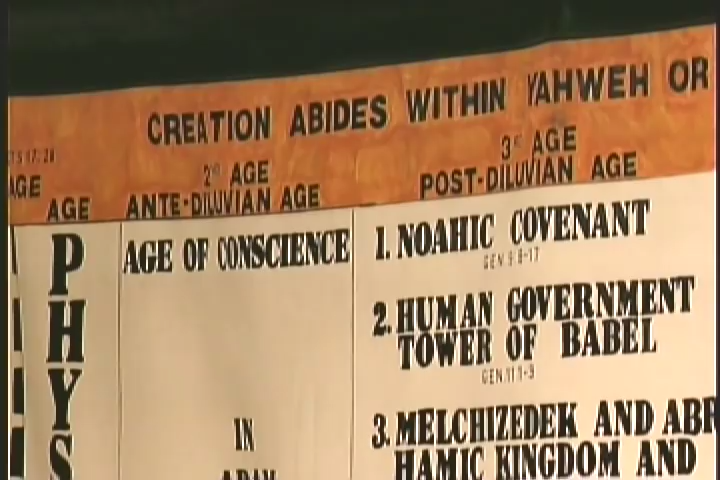 CREATION ABIDES WITHIN YAHWEH OR
AGE
AGE
2ND AGE
ANTE-DILUVIAN AGE
3RD AGE
POST-DILUVIAN AGE
P
H
Y
S
AGE OF CONSCIENCE
IN
ADAM
1. NOAHIC COVENANT
GEN 9:8-17
2. HUMAN GOVERNMENT
TOWER OF BABEL
GEN. 11:1-9
3. MELCHIZEDEK AND ABR
HAMIC KINGDOM AND